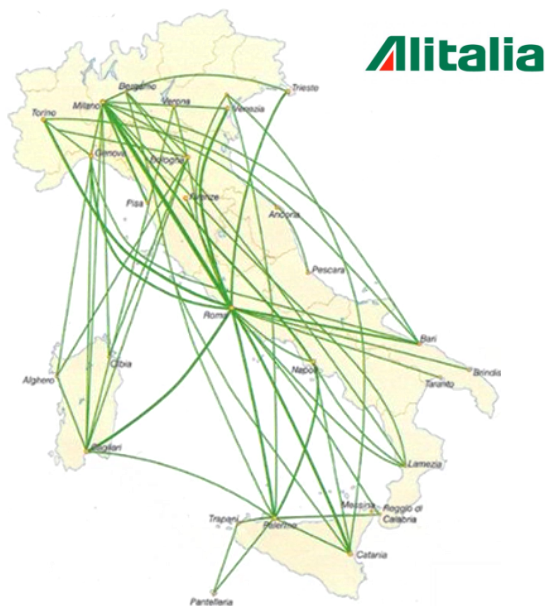 Alitalia
Bergamo
Trieste
Milano
Verona
Venezia
Torino
Genova
Bologna
Pisa
Firenze
Ancona
Pescara
Roma
Bari
Olbia
Napoli
Brindisi
Alghero
Taranto
Cagliari
Lamezia
Messina
Reggio di
Calabria
Trapani
Palermo
Catania
Pantelleria